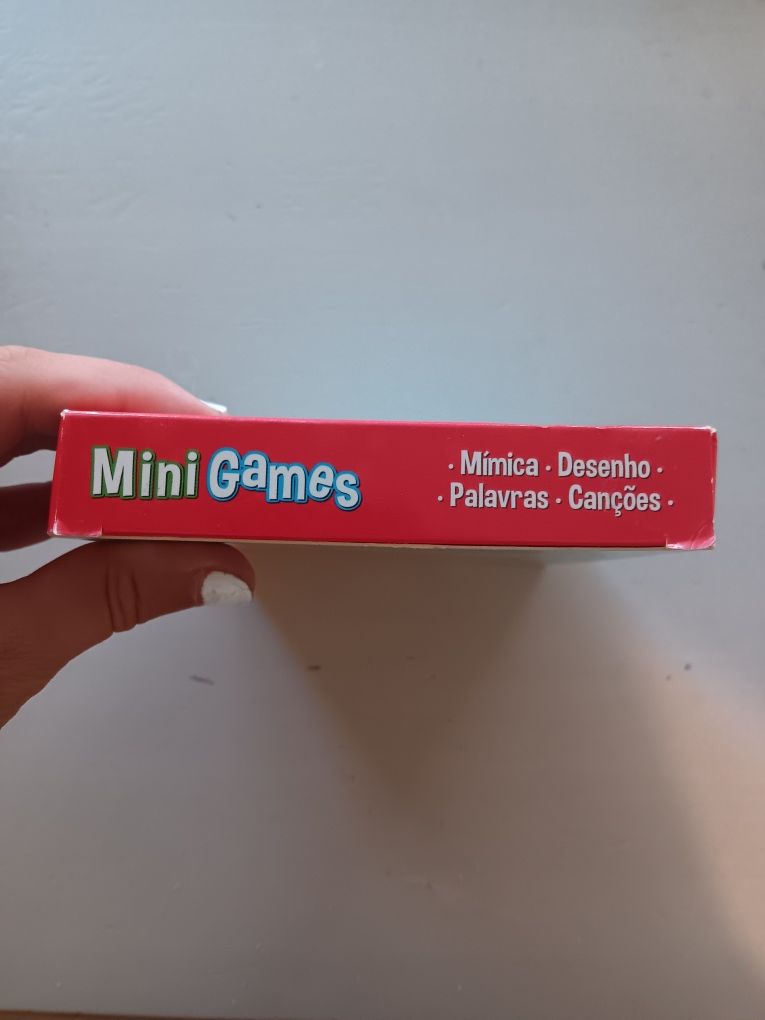 Mini Games
· Mímica · Desenho ·
· Palavras · Canções ·